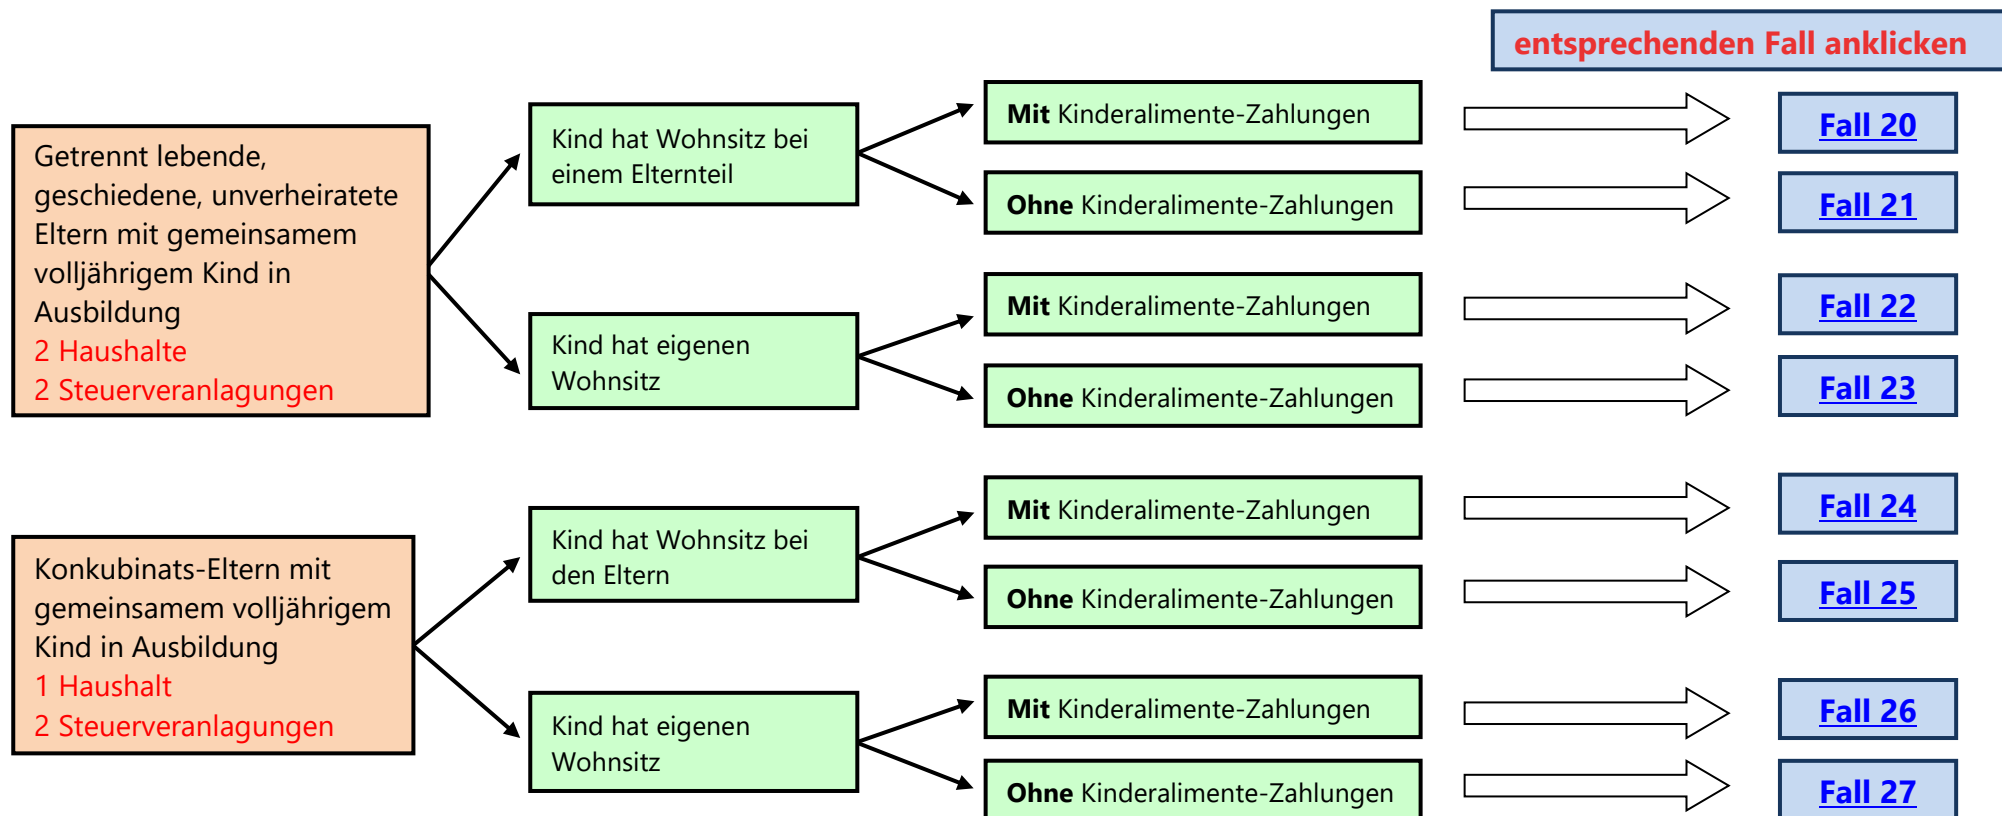 entsprechenden Fall anklicken
Getrennt lebende,
geschiedene, unverheiratete
Eltern mit gemeinsamem
volljährigem Kind in
Ausbildung
2 Haushalte
2 Steuerveranlagungen
Kind hat Wohnsitz bei
einem Elternteil
Mit Kinderalimente-Zahlungen
Fall 20
Ohne Kinderalimente-Zahlungen
Fall 21
Kind hat eigenen
Wohnsitz
Mit Kinderalimente-Zahlungen
Fall 22
Ohne Kinderalimente-Zahlungen
Fall 23
Konkubinats-Eltern mit
gemeinsamem volljährigem
Kind in Ausbildung
1 Haushalt
2 Steuerveranlagungen
Kind hat Wohnsitz bei
den Eltern
Mit Kinderalimente-Zahlungen
Fall 24
Ohne Kinderalimente-Zahlungen
Fall 25
Kind hat eigenen
Wohnsitz
Mit Kinderalimente-Zahlungen
Fall 26
Ohne Kinderalimente-Zahlungen
Fall 27